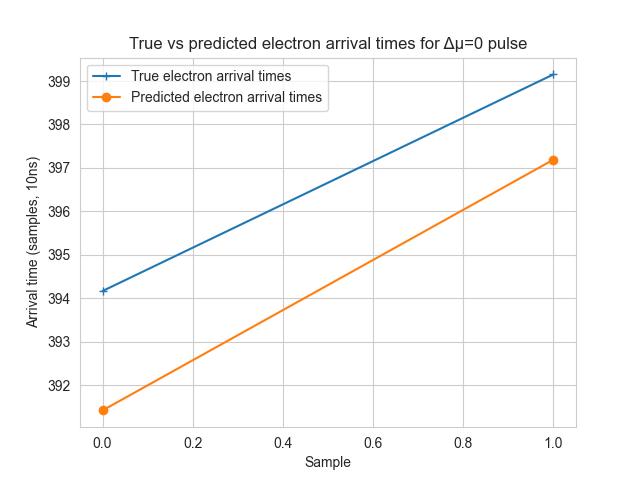 True vs predicted electron arrival times for Δμ=0 pulse
True electron arrival times
Predicted electron arrival times
Arrival time (samples, 10ns)
399
398
397
396
395
394
393
392
0.0 0.2 0.4 0.6 0.8 1.0
Sample